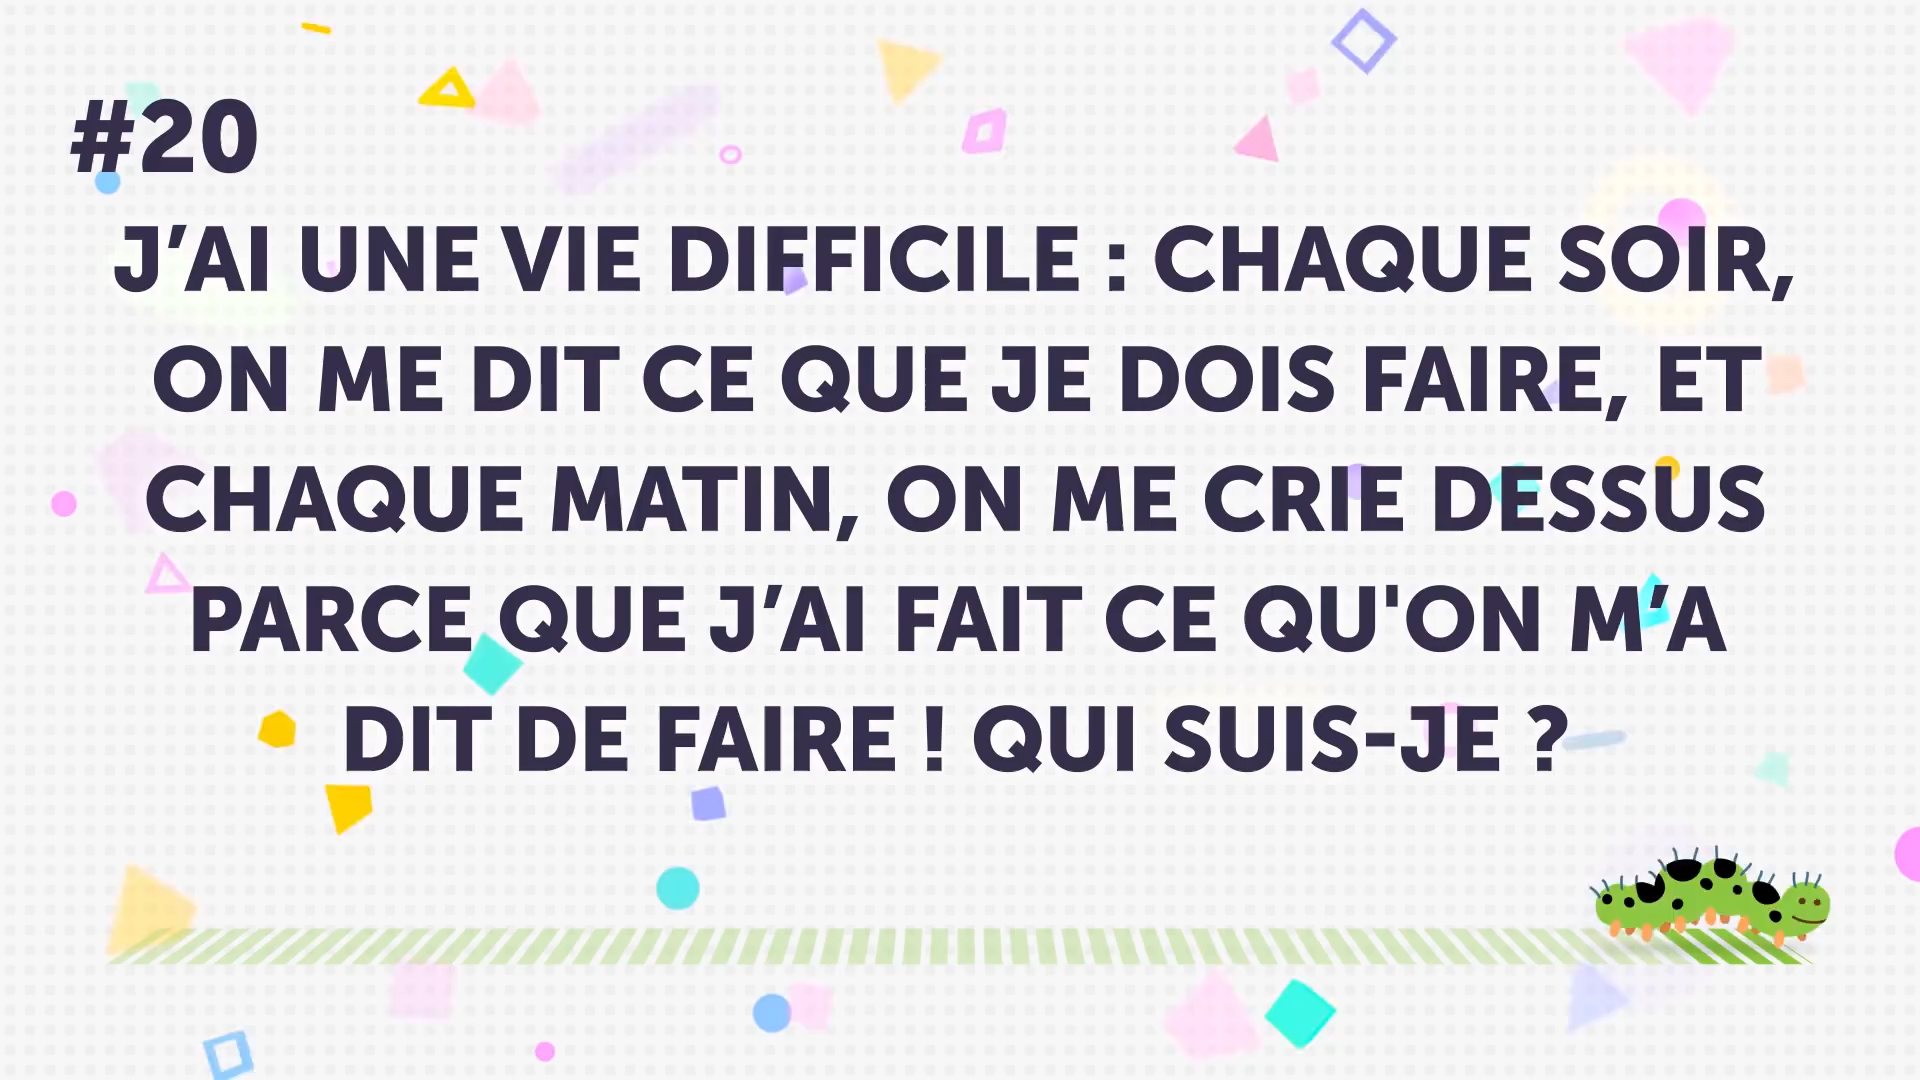 #20
J’AI UNE VIE DIFFICILE : CHAQUE SOIR,
ON ME DIT CE QUE JE DOIS FAIRE, ET
CHAQUE MATIN, ON ME CRIE DESSUS
PARCE QUE J’AI FAIT CE QU'ON M’A
DIT DE FAIRE ! QUI SUIS-JE ?